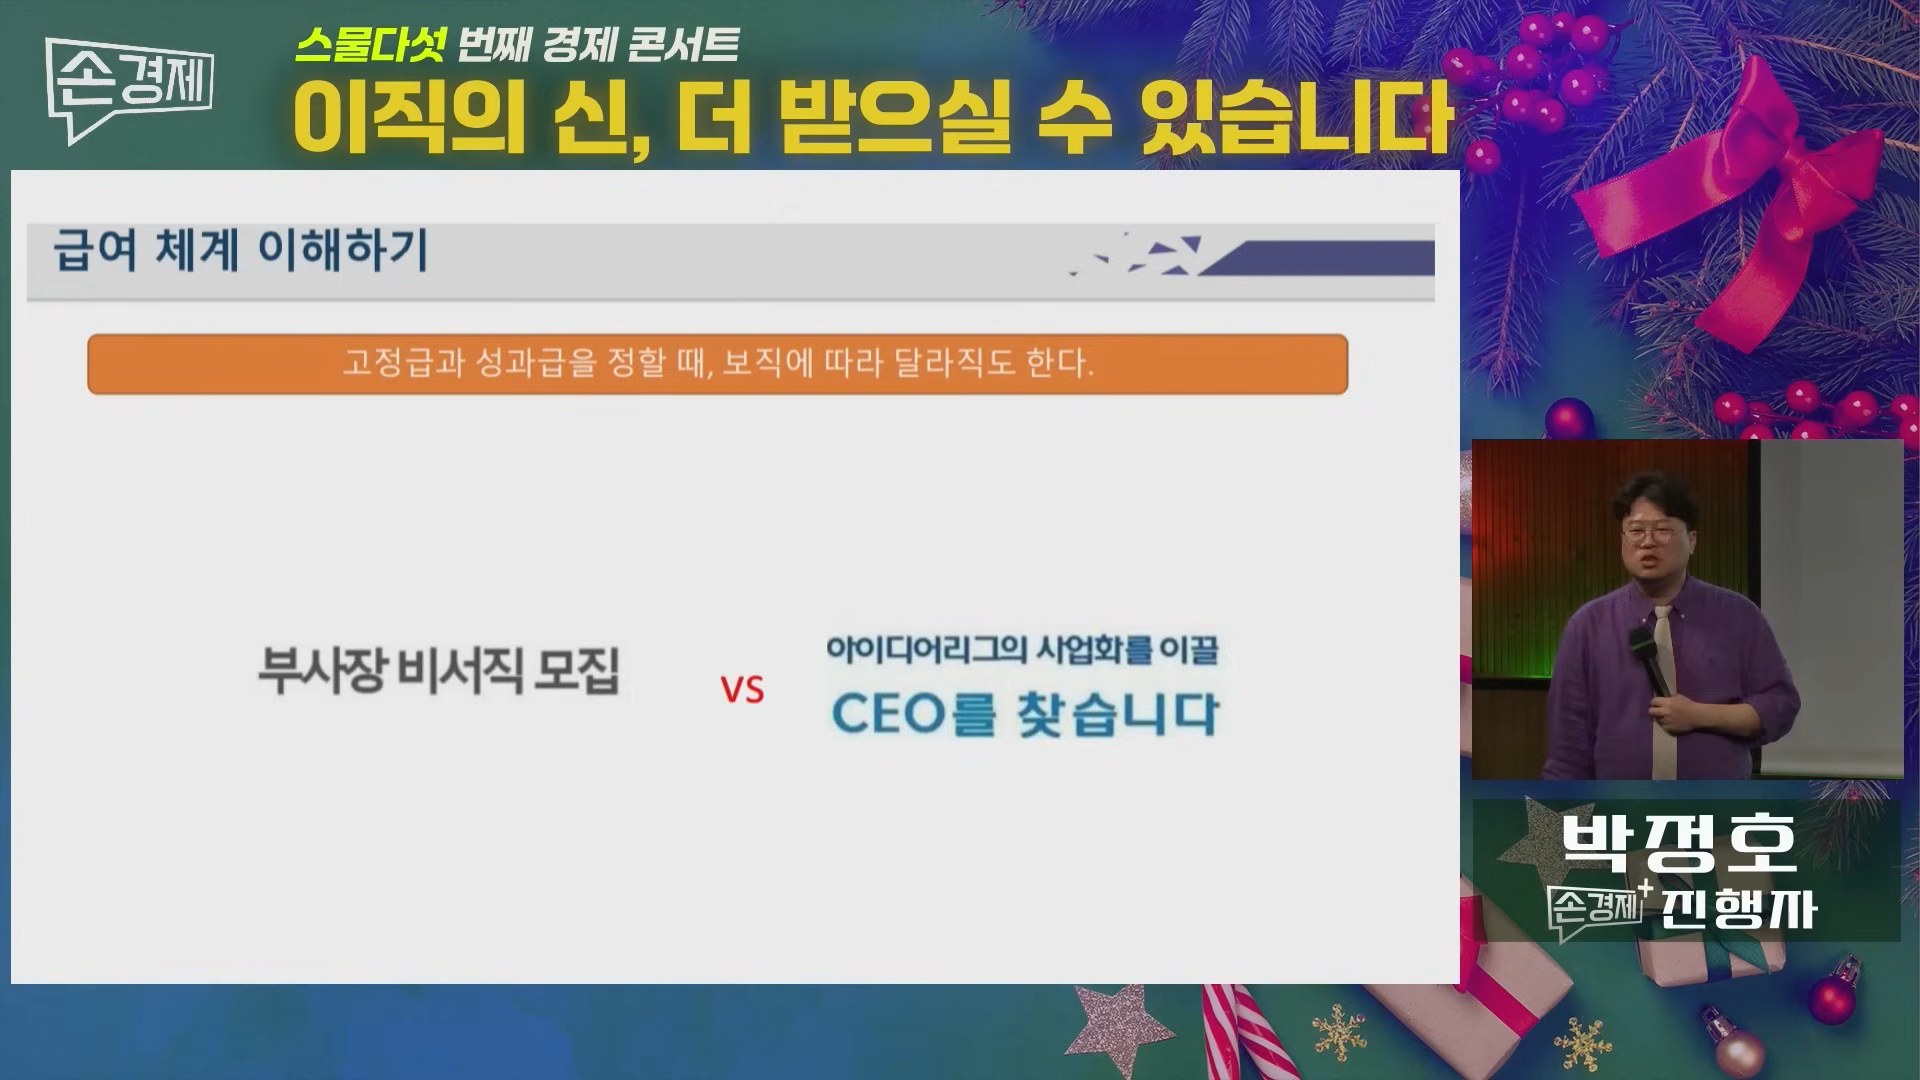 손경제
스물다섯 번째 경제 콘서트
이직의 신, 더 받으실 수 있습니다
급여 체계 이해하기
고정급과 성과급을 정할 때, 보직에 따라 달라직도 한다.
부사장 비서직 모집
vs
아이디어리그의 사업화를 이끌
CEO를 찾습니다
박정호
손경제+ 진행자